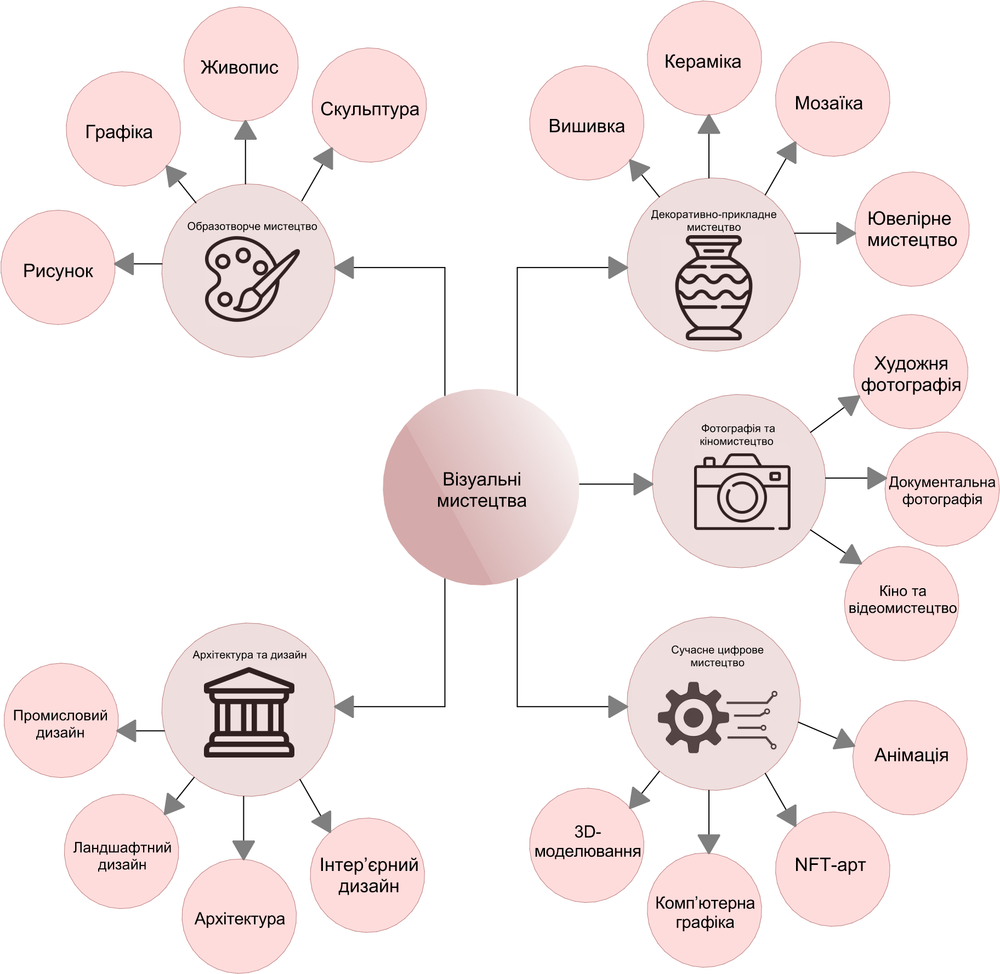 Живопис
Графіка
Скульптура
Рисунок
Образотворче мистецтво
Кераміка
Вишивка
Мозаїка
Ювелірне
мистецтво
Декоративно-прикладне
мистецтво
Візуальні
мистецтва
Фотографія та
кіномистецтво
Художня
фотографія
Документальна
фотографія
Кіно та
відеомистецтво
Архітектура та дизайн
Промисловий
дизайн
Ландшафтний
дизайн
Архітектура
Інтер’єрний
дизайн
Сучасне цифрове
мистецтво
Анімація
3D-
моделювання
Комп’ютерна
графіка
NFT-арт